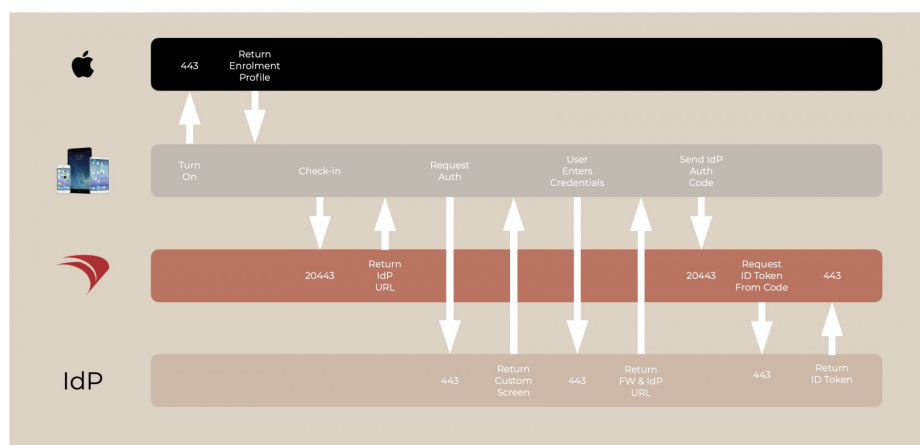 443
Return
Enrolment
Profile
Turn
On
Check-in
Request
Auth
User
Enters
Credentials
Send IdP
Auth
Code
20443
Return
IdP
URL
20443
Request
ID Token
From Code
443
IdP
443
Return
Custom
Screen
443
Return
FW & IdP
URL
443
Return
ID Token